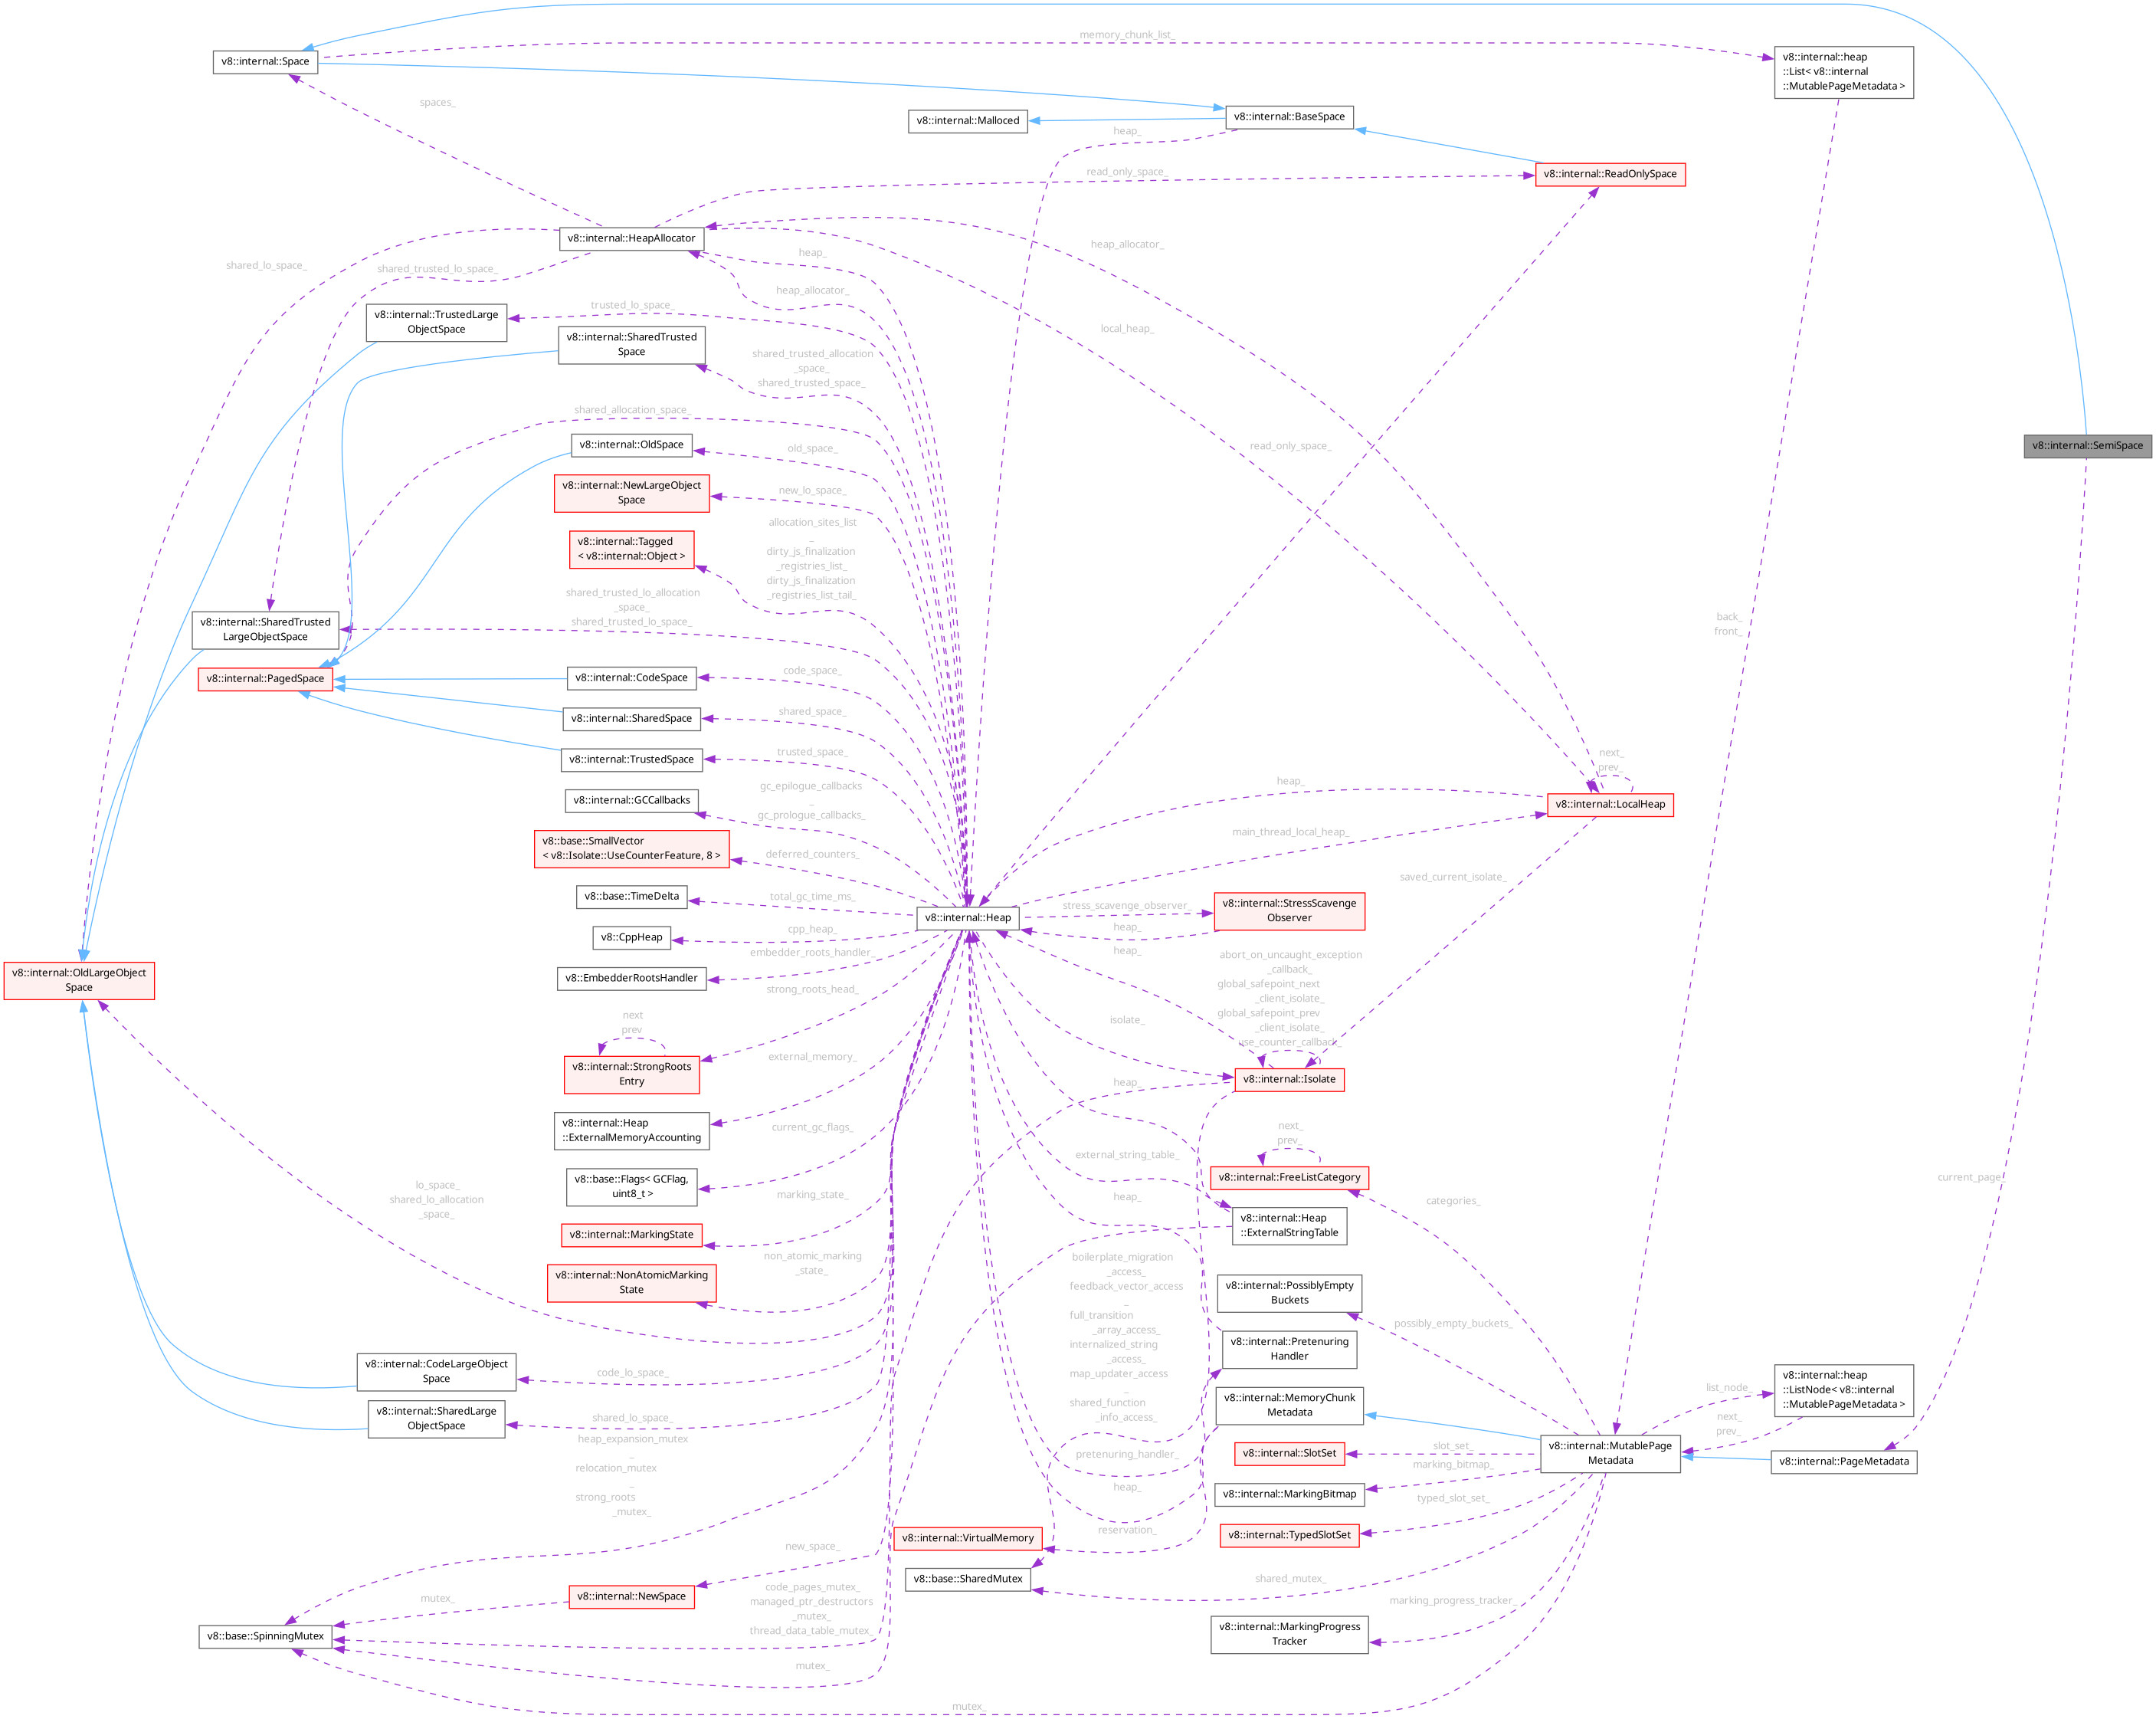 memory_chunk_list_
v8::internal::Space
v8::internal::heap
::List< v8::internal
::MutablePageMetadata >
spaces_
v8::internal::Malloced
v8::internal::BaseSpace
heap_
read_only_space_
v8::internal::ReadOnlySpace
v8::internal::HeapAllocator
heap_allocator_
heap_
shared_lo_space_
shared_trusted_lo_space_
heap_allocator_
trusted_lo_space_
v8::internal::TrustedLarge
ObjectSpace
local_heap_
v8::internal::SharedTrusted
Space
shared_trusted_allocation
_space_
shared_trusted_space_
shared_allocation_space_
v8::internal::OldSpace
old_space_
read_only_space_
v8::internal::SemiSpace
v8::internal::NewLargeObject
Space
new_lo_space_
v8::internal::Tagged
< v8::internal::Object >
allocation_sites_list
_
dirty_js_finalization
_registries_list_
dirty_js_finalization
_registries_list_tail_
shared_trusted_lo_allocation
_space_
shared_trusted_lo_space_
back_
front_
v8::internal::SharedTrusted
LargeObjectSpace
v8::internal::PagedSpace
v8::internal::CodeSpace
code_space_
v8::internal::SharedSpace
shared_space_
v8::internal::TrustedSpace
trusted_space_
next_
prev_
v8::internal::GCCallbacks
gc_epilogue_callbacks
_
gc_prologue_callbacks_
heap_
v8::internal::LocalHeap
v8::base::SmallVector
< v8::Isolate::UseCounterFeature, 8 >
deferred_counters_
main_thread_local_heap_
saved_current_isolate_
v8::base::TimeDelta
total_gc_time_ms_
v8::internal::Heap
stress_scavenge_observer_
v8::internal::StressScavenge
Observer
heap_
v8::CppHeap
cpp_heap_
heap_
v8::EmbedderRootsHandler
embedder_roots_handler_
v8::internal::OldLargeObject
Space
strong_roots_head_
abort_on_uncaught_exception
_callback_
global_safepoint_next
_client_isolate_
global_safepoint_prev
_client_isolate_
use_counter_callback_
isolate_
next
prev
v8::internal::StrongRoots
Entry
external_memory_
v8::internal::Isolate
heap_
v8::internal::Heap
::ExternalMemoryAccounting
current_gc_flags_
next_
prev_
v8::internal::FreeListCategory
external_string_table_
current_page_
v8::base::Flags< GCFlag,
uint8_t >
lo_space_
shared_lo_allocation
_space_
marking_state_
heap_
categories_
v8::internal::Heap
::ExternalStringTable
v8::internal::MarkingState
non_atomic_marking
_state_
v8::internal::NonAtomicMarking
State
boilerplate_migration
_access_
feedback_vector_access
_
full_transition
_array_access_
internalized_string
_access_
map_updater_access
_
shared_function
_info_access_
v8::internal::PossiblyEmpty
Buckets
possibly_empty_buckets_
v8::internal::Pretenuring
Handler
v8::internal::CodeLargeObject
Space
code_lo_space_
v8::internal::MemoryChunk
Metadata
list_node_
v8::internal::heap
::ListNode< v8::internal
::MutablePageMetadata >
v8::internal::SharedLarge
ObjectSpace
shared_lo_space_
next_
prev_
heap_expansion_mutex
_
relocation_mutex
_
strong_roots
_mutex_
pretenuring_handler_
v8::internal::SlotSet
slot_set_
v8::internal::MutablePage
Metadata
v8::internal::PageMetadata
heap_
marking_bitmap_
v8::internal::MarkingBitmap
typed_slot_set_
v8::internal::VirtualMemory
reservation_
v8::internal::TypedSlotSet
new_space_
v8::base::SharedMutex
shared_mutex_
v8::internal::NewSpace
mutex_
code_pages_mutex_
managed_ptr_destructors
_mutex_
thread_data_table_mutex_
marking_progress_tracker_
v8::base::SpinningMutex
v8::internal::MarkingProgress
Tracker
mutex_
mutex_